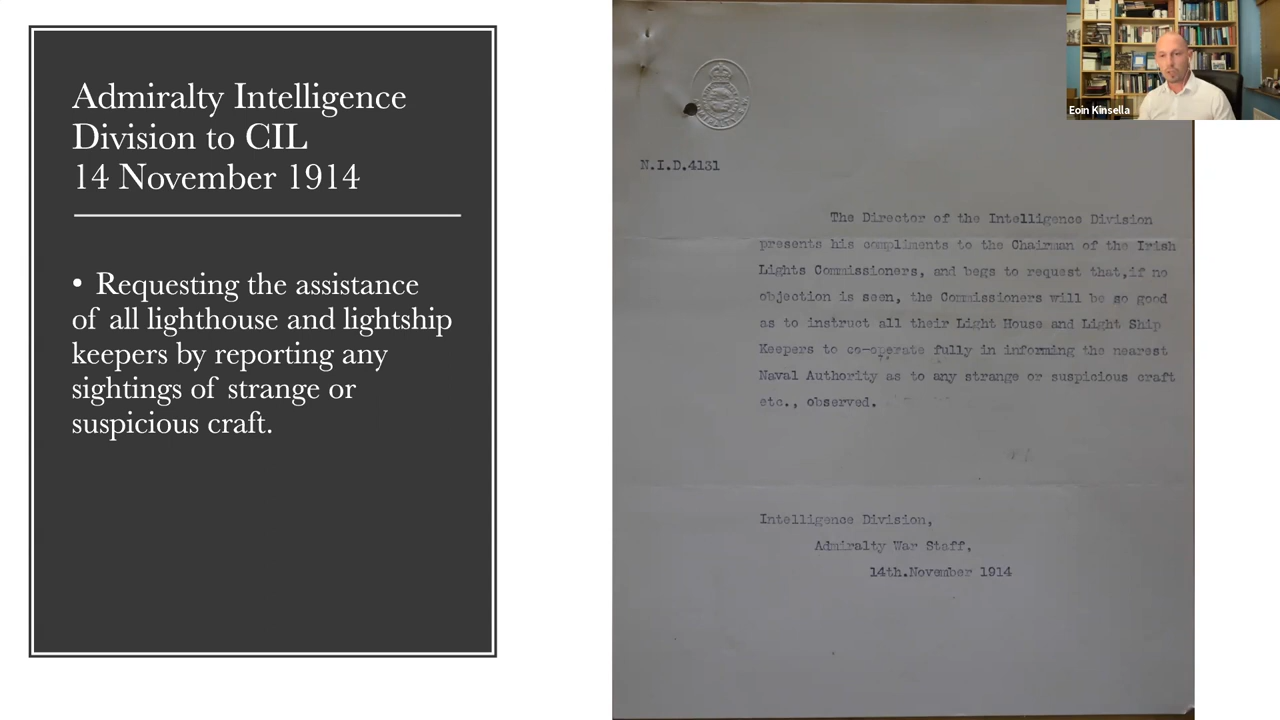 Admiralty Intelligence
Division to CIL
14 November 1914
• Requesting the assistance
of all lighthouse and lightship
keepers by reporting any
sightings of strange or
suspicious craft.
N.I.D.4131
The Director of the Intelligence Division
presents his compliments to the Chairman of the Irish
Lights Commissioners, and begs to request that,if no
objection is seen, the Commissioners will be so good
as to instruct all their Light House and Light Ship
Keepers to co-operate fully in informing the nearest
Naval Authority as to any strange or suspicious craft
etc., observed.
Intelligence Division,
Admiralty War Staff,
14th.November 1914
Eoin Kinsella